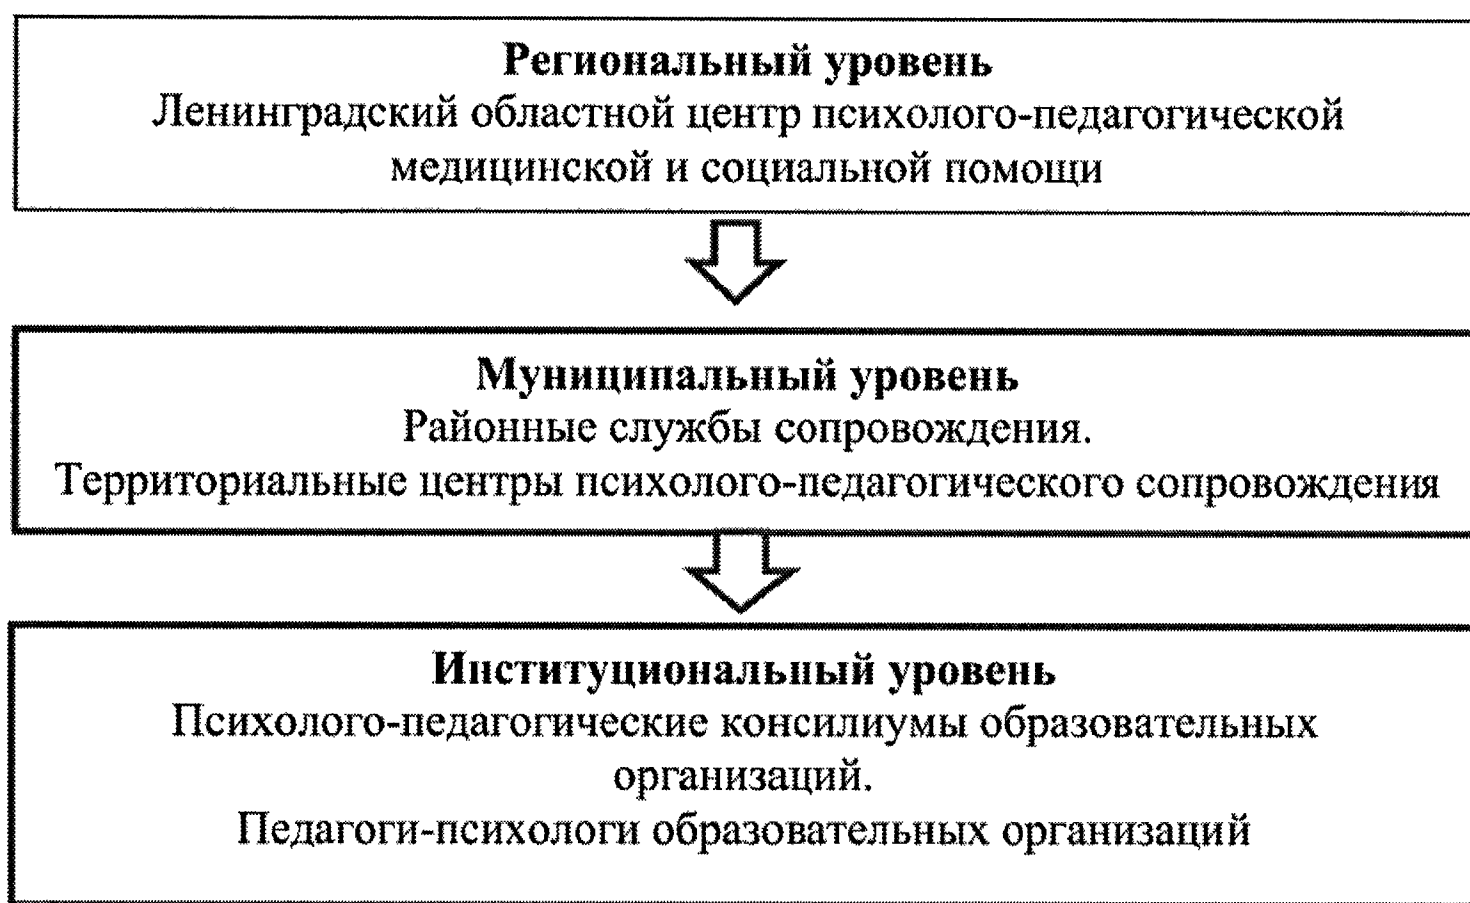 Региональный уровень
Ленинградский областной центр психолого-педагогической
медицинской и социальной помощи
Муниципальный уровень
Районные службы сопровождения.
Территориальные центры психолого-педагогического сопровождения
Институциональный уровень
Психолого-педагогические консилиумы образовательных
организаций.
Педагоги-психологи образовательных организаций